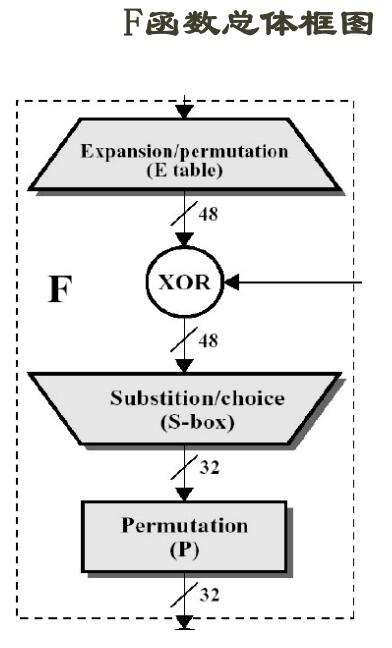 F函数总体框图
Expansion/permutation
(E table)
48
XOR
F
48
Substition/choice
(S-box)
32
Permutation
(P)
32